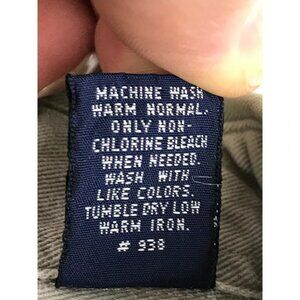 MACHINE WASH
WARM NORMAL.
ONLY NON-
CHLORINE BLEACH
WHEN NEEDED.
WASH WITH
LIKE COLORS.
TUMBLE DRY LOW
WARM IRON.
# 938